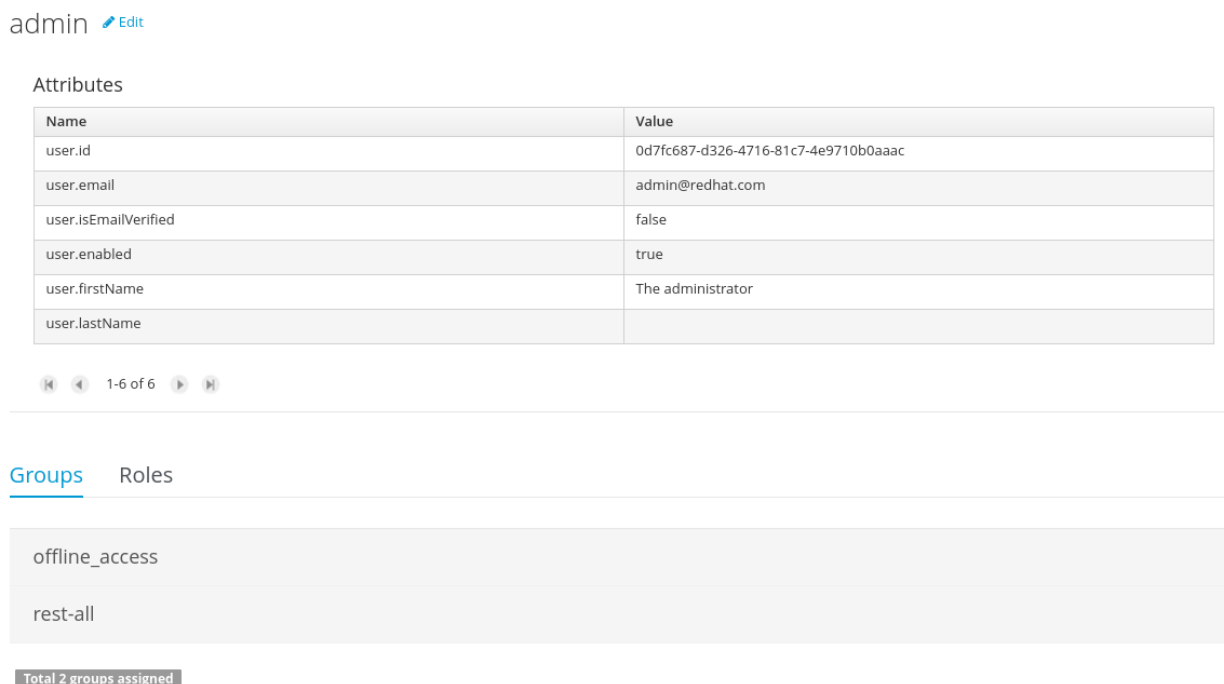 admin Edit
Attributes
Name Value
user.id 0d7fc687-d326-4716-81c7-4e9710b0aaac
user.email admin@redhat.com
user.isEmailVerified false
user.enabled true
user.firstName The administrator
user.lastName
1-6 of 6
Groups Roles
offline_access
rest-all
Total 2 groups assigned